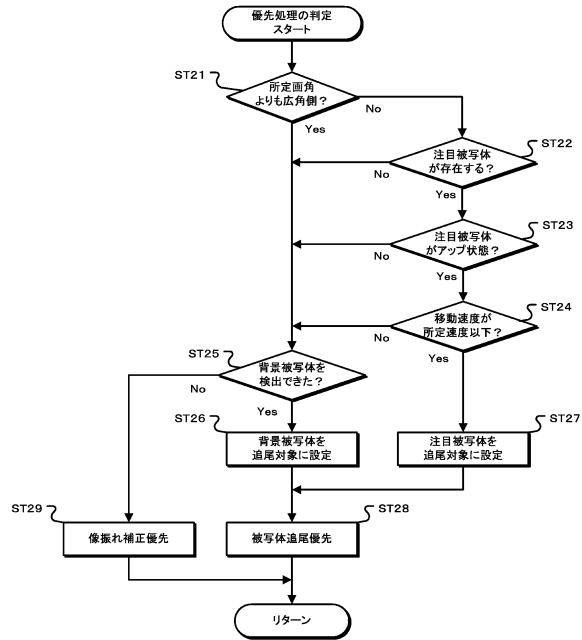 優先処理の判定
スタート
ST21
所定画角
よりも広角側？
No
Yes
ST22
注目被写体
が存在する？
No
Yes
ST23
注目被写体
がアップ状態？
No
Yes
ST24
移動速度が
所定速度以下？
No
Yes
ST25
背景被写体を
検出できた？
No
Yes
ST26
背景被写体を
追尾対象に設定
ST27
注目被写体を
追尾対象に設定
ST29
像振れ補正優先
ST28
被写体追尾優先
リターン